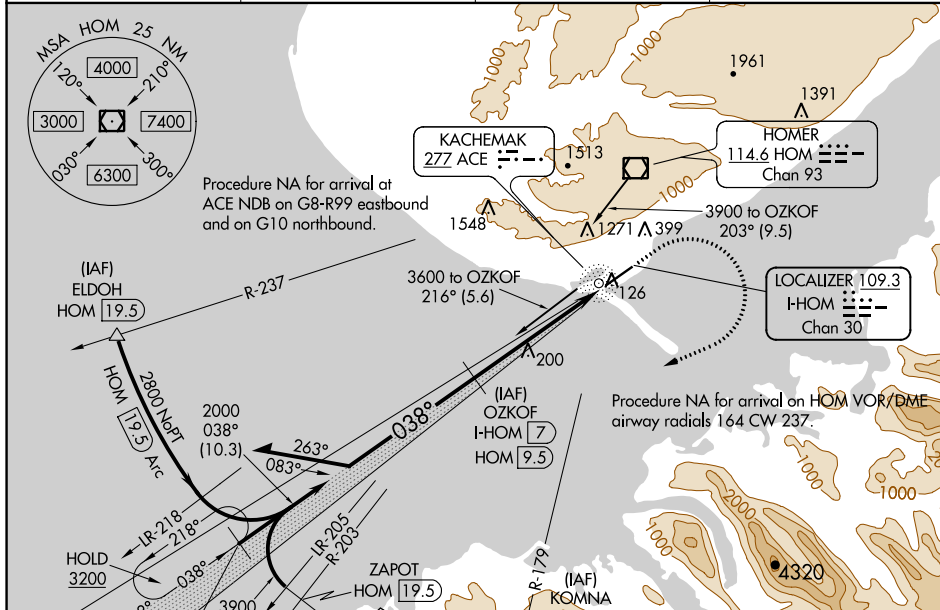 MSA HOM 25 NM
120°
4000
210°
3000
7400
030°
6300
300°
Procedure NA for arrival at
ACE NDB on G8-R99 eastbound
and on G10 northbound.
1000
1000
1961
1391
KACHEMAK
277 ACE
1513
HOMER
114.6 HOM
Chan 93
1000
1548
1271
399
3900 to OZKOF
203° (9.5)
(IAF)
ELDOH
HOM 19.5
R-237
3600 to OZKOF
216° (5.6)
126
LOCALIZER 109.3
I-HOM
Chan 30
200
2800 NoPT
HOM 19.5 Arc
2000
038°
(10.3)
038°
(IAF)
OZKOF
I-HOM 7
HOM 9.5
Procedure NA for arrival on HOM VOR/DME
airway radials 164 CW 237.
263°
083°
1000
2000
1000
1000
1000
LR-218
218°
LR-205
R-203
R-179
HOLD
3200
038°
3900
ZAPOT
HOM 19.5
(IAF)
KOMNA
4320